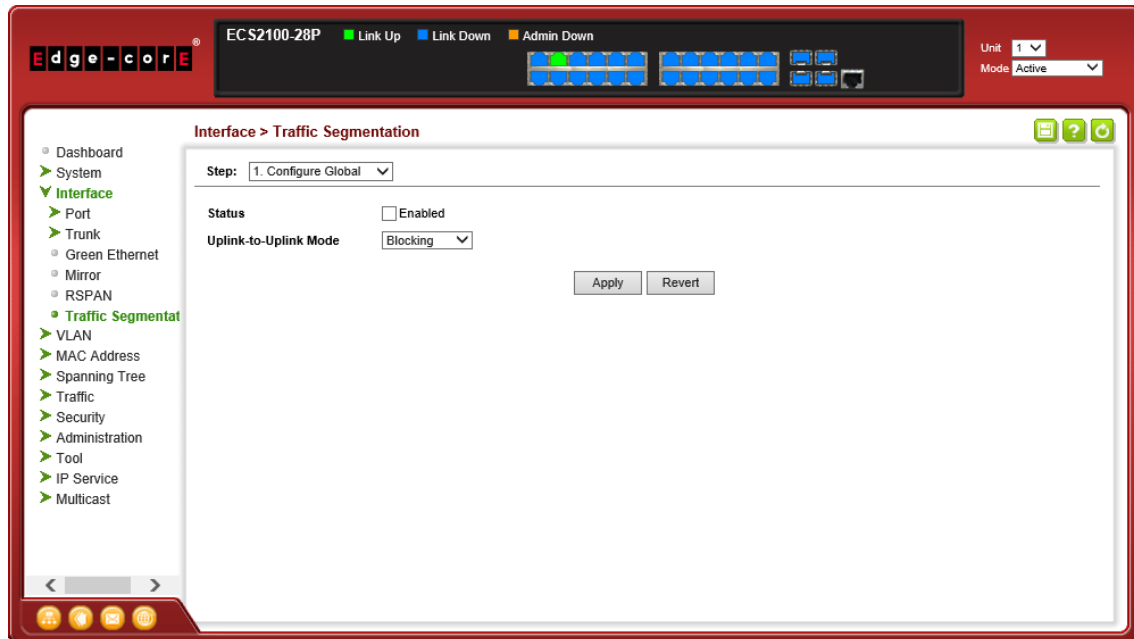 Edge-corE®
ECS2100-28P Link Up Link Down Admin Down
Unit 1
Mode Active
Interface > Traffic Segmentation
?
Dashboard
System
Interface
Port
Trunk
Green Ethernet
Mirror
RSPAN
Traffic Segmentat
VLAN
MAC Address
Spanning Tree
Traffic
Security
Administration
Tool
IP Service
Multicast
Step: 1. Configure Global
Status Enabled
Uplink-to-Uplink Mode Blocking
Apply Revert